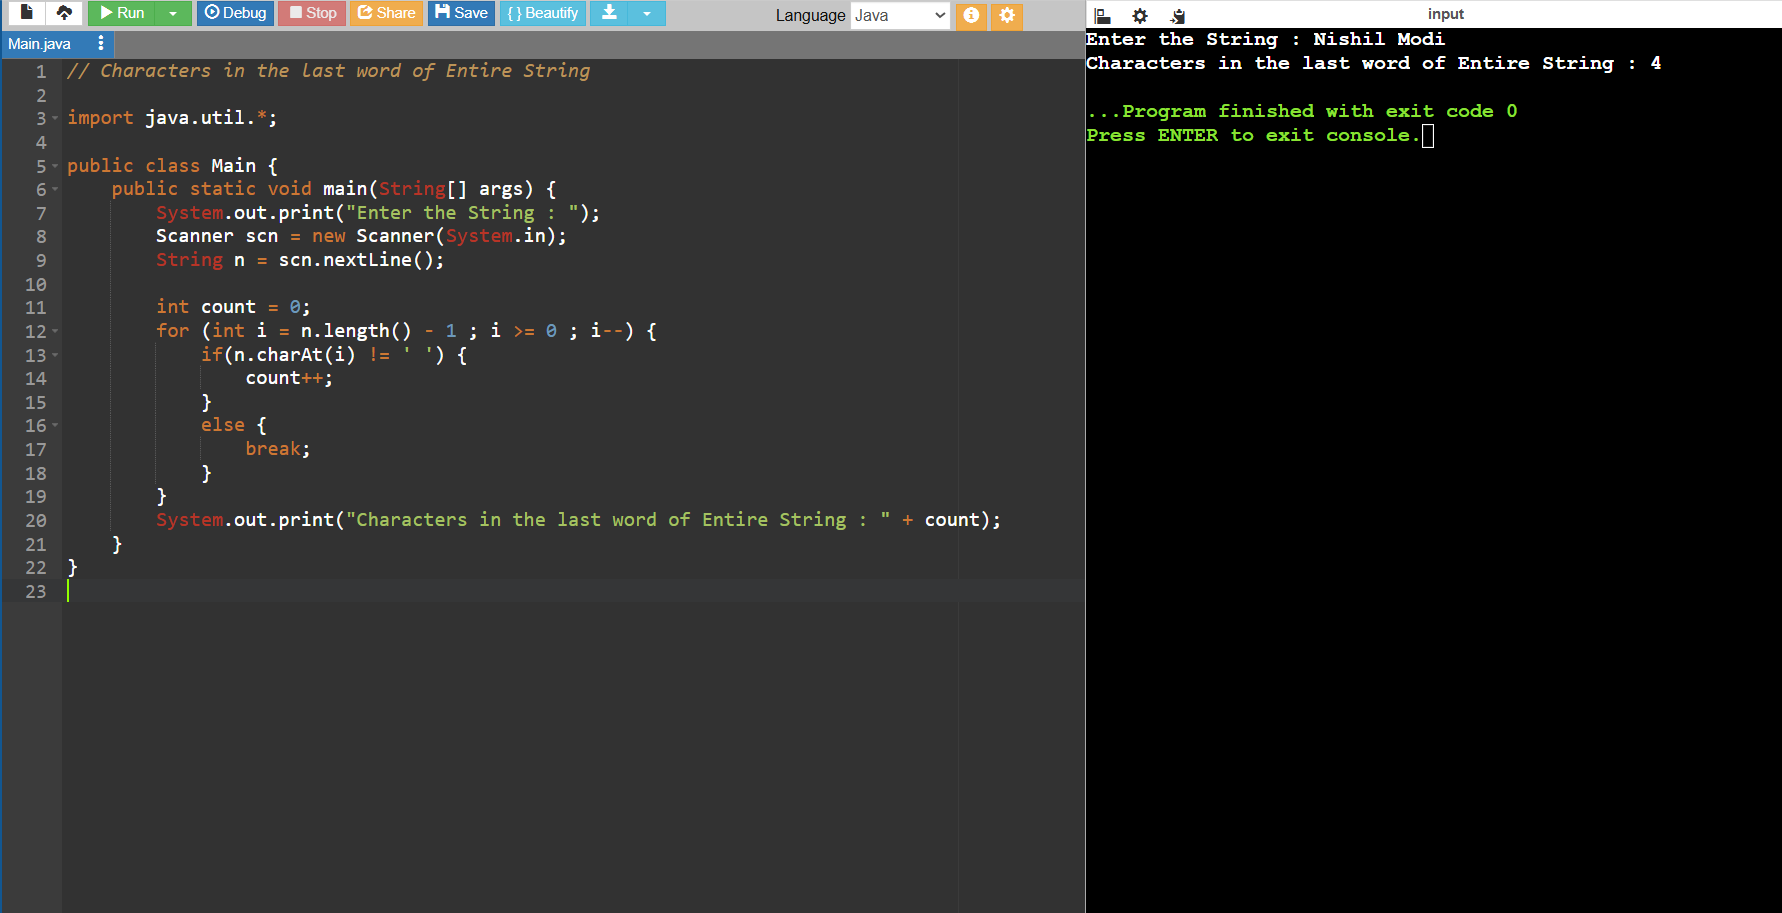 Run Debug Stop Share Save { } Beautify Language Java
Main.java
1 // Characters in the last word of Entire String
2
3 import java.util.*;
4
5 public class Main {
6     public static void main(String[] args) {
7         System.out.print("Enter the String : ");
8         Scanner scn = new Scanner(System.in);
9         String n = scn.nextLine();
10
11         int count = 0;
12         for (int i = n.length() - 1 ; i >= 0 ; i--) {
13             if(n.charAt(i) != ' ') {
14                 count++;
15             }
16             else {
17                 break;
18             }
19         }
20         System.out.print("Characters in the last word of Entire String : " + count);
21     }
22 }
23
input
Enter the String : Nishil Modi
Characters in the last word of Entire String : 4
...Program finished with exit code 0
Press ENTER to exit console.